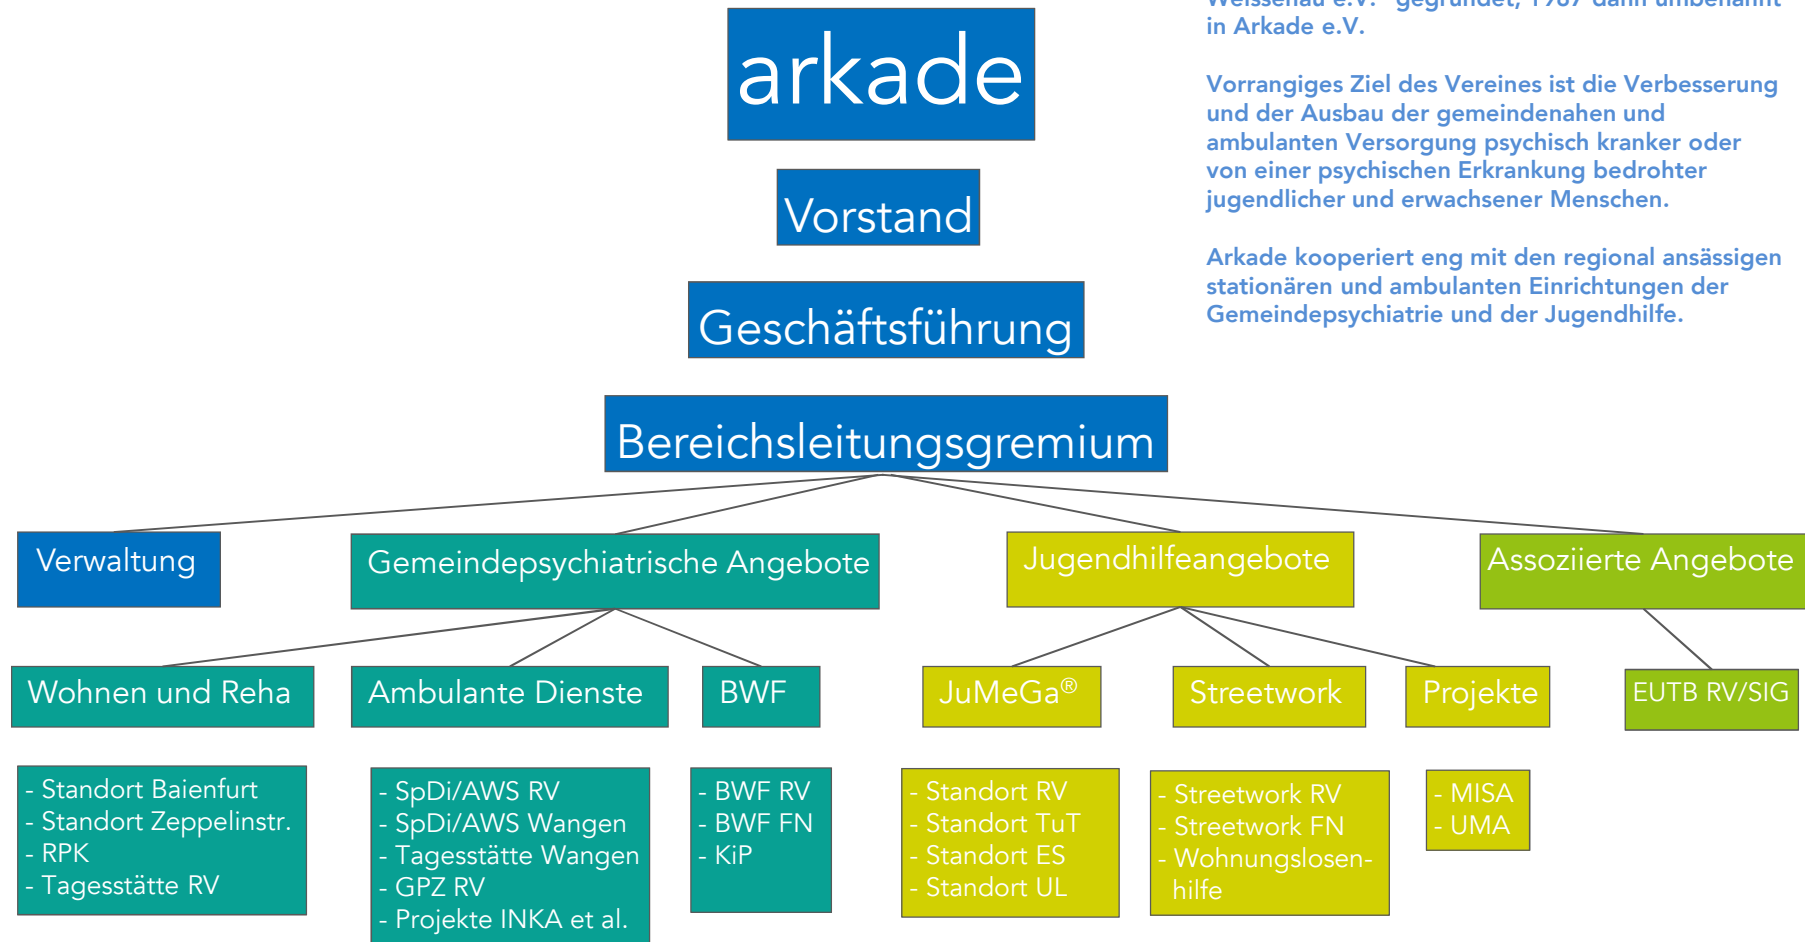 arkade
Weissenau e.V.“ gegründet, 1987 dann umbenannt
in Arkade e.V.
Vorrangiges Ziel des Vereines ist die Verbesserung
und der Ausbau der gemeindenahen und
ambulanten Versorgung psychisch kranker oder
von einer psychischen Erkrankung bedrohter
jugendlicher und erwachsener Menschen.
Arkade kooperiert eng mit den regional ansässigen
stationären und ambulanten Einrichtungen der
Gemeindepsychiatrie und der Jugendhilfe.
Vorstand
Geschäftsführung
Bereichsleitungsgremium
Verwaltung
Gemeindepsychiatrische Angebote
Jugendhilfeangebote
Assoziierte Angebote
Wohnen und Reha
Ambulante Dienste
BWF
JuMeGa®
Streetwork
Projekte
EUTB RV/SIG
- Standort Baienfurt
- Standort Zeppelinstr.
- RPK
- Tagesstätte RV
- SpDi/AWS RV
- SpDi/AWS Wangen
- Tagesstätte Wangen
- GPZ RV
- Projekte INKA et al.
- BWF RV
- BWF FN
- KiP
- Standort RV
- Standort TuT
- Standort ES
- Standort UL
- Streetwork RV
- Streetwork FN
- Wohnungslosen-
hilfe
- MISA
- UMA